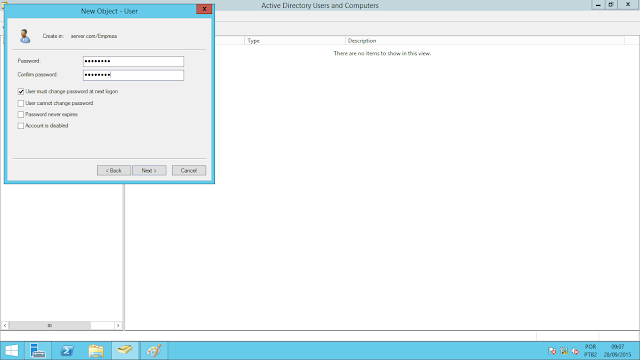 New Object - User
x
Active Directory Users and Computers
Create in: server.com/Empresa
Type
Description
There are no items to show in this view.
Password:
Confirm password:
User must change password at next logon
User cannot change password
Password never expires
Account is disabled
< Back
Next >
Cancel
POR
09:07
PTB2
28/09/2015